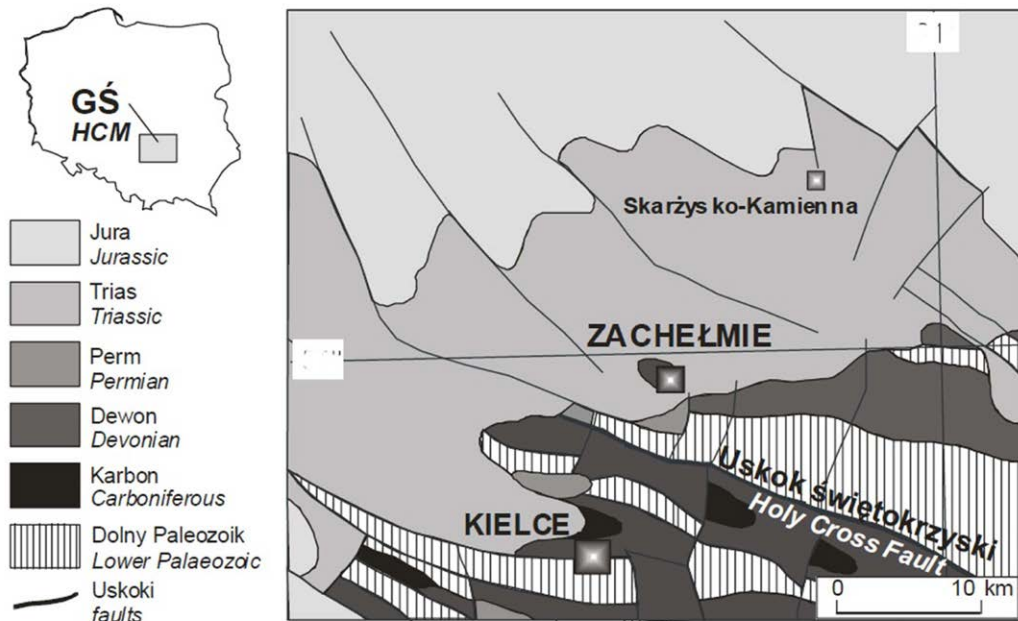 GŚ
HCM
Jura
Jurassic
Trias
Triassic
Perm
Permian
Dewon
Devonian
Karbon
Carboniferous
Dolny Paleozoik
Lower Palaeozoic
Uskoki
faults
Skarżysko-Kamienna
ZACHEŁMIE
KIELCE
Uskok świętokrzyski
Holy Cross Fault
0 10 km